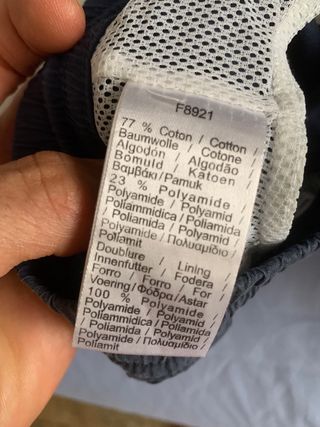 F8921
77 % Coton / Cotton /
Baumwolle / Cotone
Algodón / Algodão
Bomuld / Katoen
Βαμβάκι/Pamuk /
23 % Polyamide
/ Polyamide / Polyamid
/ Poliammidica / Poliamida
/ Poliamida / Polyamid /
Polyamide / Πολυαμίδιο /
Poliamit
Doublure / Lining
Innenfutter / Fodera
/ Forro / Forro / For
Voering/Φόδρα/Astar
100 % Polyamide
/ Polyamide / Polyamid
/ Poliammidica / Poliamida
/ Poliamida / Polyamid /
Polyamide / Πολυαμίδιο /
Poliamit